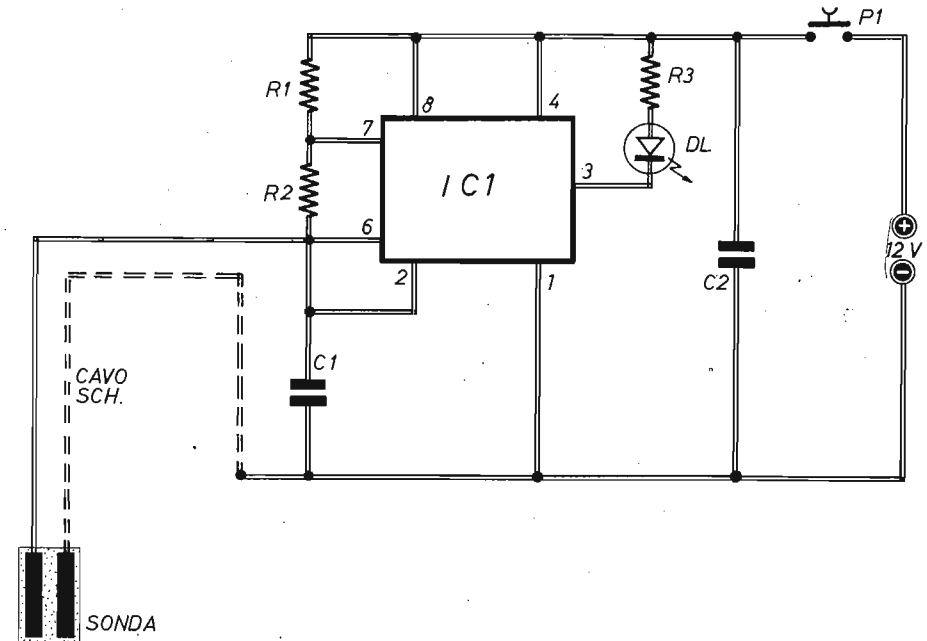 P1
R1
R3
8
4
7
DL
IC1
3
R2
6
+
12 V
-
2
1
C2
C1
CAVO
SCH.
SONDA